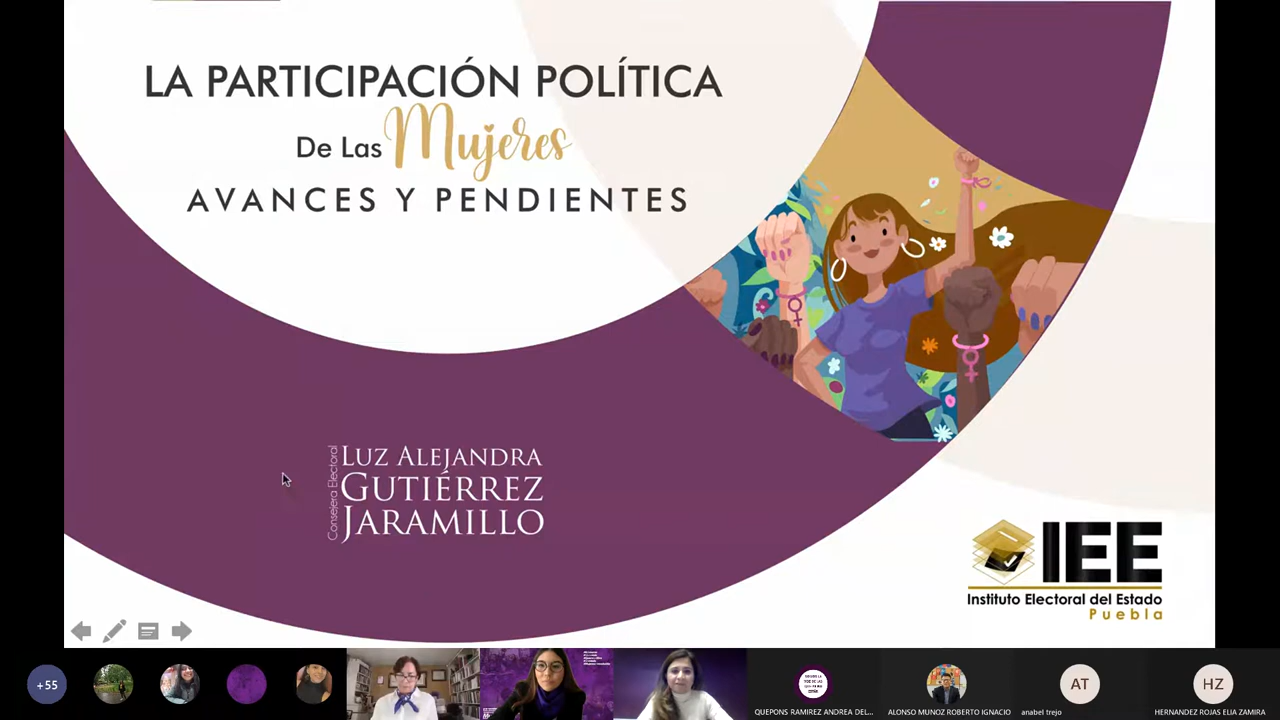 LA PARTICIPACIÓN POLÍTICA
De Las Mujeres
AVANCES Y PENDIENTES
Consejera Electoral
LUZ ALEJANDRA
GUTIÉRREZ
JARAMILLO
IEE
Instituto Electoral del Estado
Puebla
+55
QUEPONS RAMIREZ ANDREA DEL...
ALONSO MUNOZ ROBERTO IGNACIO
AT
anabel trejo
HZ
HERNANDEZ ROJAS ELIA ZAMIRA